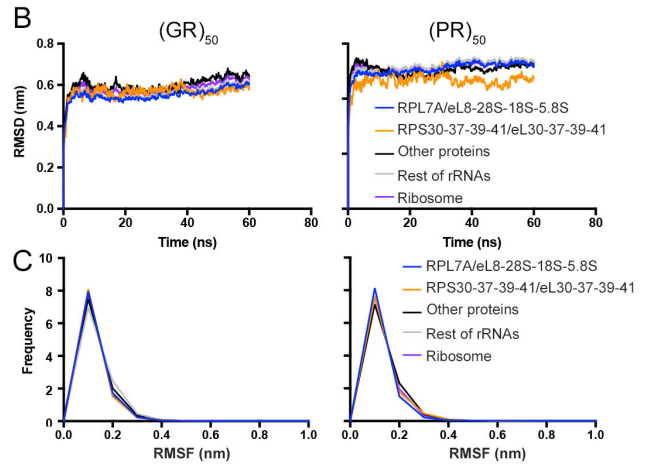 B
(GR)50
(PR)50
RMSD (nm)
0.8
0.6
0.4
0.2
0.0
0
20
40
60
80
Time (ns)
0
20
40
60
80
Time (ns)
RPL7A/eL8-28S-18S-5.8S
RPS30-37-39-41/eL30-37-39-41
Other proteins
Rest of rRNAs
Ribosome
C
Frequency
10
8
6
4
2
0
0.0
0.2
0.4
0.6
0.8
1.0
RMSF (nm)
0.0
0.2
0.4
0.6
0.8
1.0
RMSF (nm)
RPL7A/eL8-28S-18S-5.8S
RPS30-37-39-41/eL30-37-39-41
Other proteins
Rest of rRNAs
Ribosome